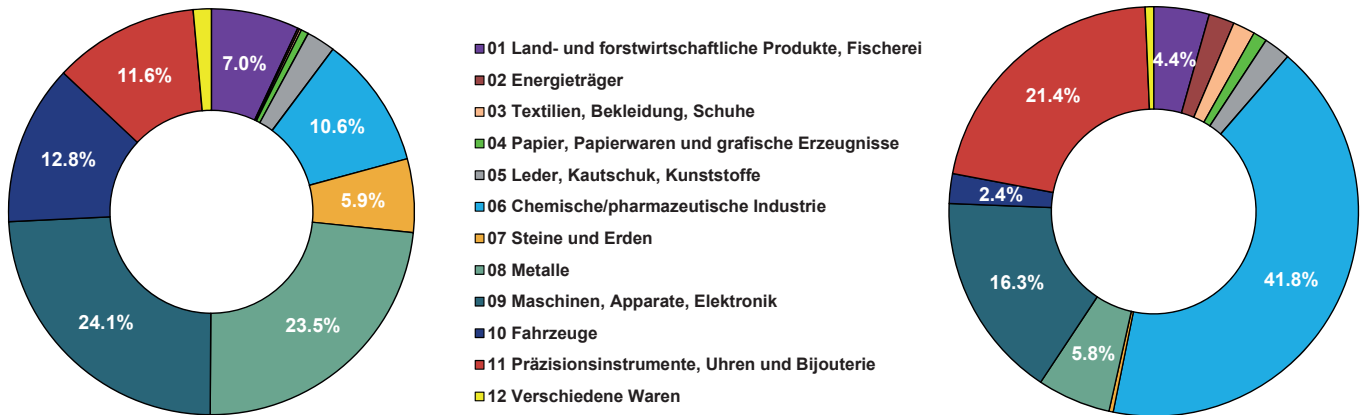 7.0%
10.6%
5.9%
23.5%
24.1%
12.8%
11.6%
01 Land- und forstwirtschaftliche Produkte, Fischerei
02 Energieträger
03 Textilien, Bekleidung, Schuhe
04 Papier, Papierwaren und grafische Erzeugnisse
05 Leder, Kautschuk, Kunststoffe
06 Chemische/pharmazeutische Industrie
07 Steine und Erden
08 Metalle
09 Maschinen, Apparate, Elektronik
10 Fahrzeuge
11 Präzisionsinstrumente, Uhren und Bijouterie
12 Verschiedene Waren
4.4%
41.8%
5.8%
16.3%
2.4%
21.4%